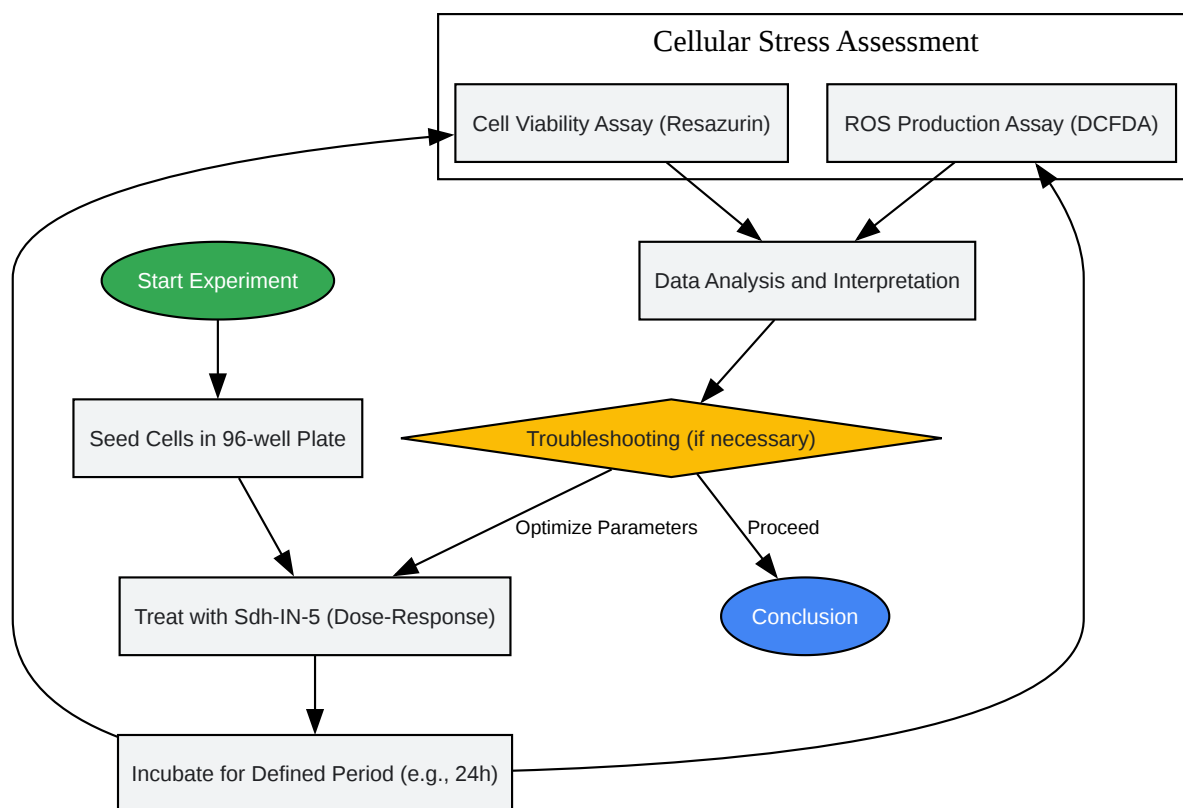 Cellular Stress Assessment
Cell Viability Assay (Resazurin)
ROS Production Assay (DCFDA)
Start Experiment
Data Analysis and Interpretation
Seed Cells in 96-well Plate
Troubleshooting (if necessary)
Optimize Parameters
Proceed
Treat with Sdh-IN-5 (Dose-Response)
Conclusion
Incubate for Defined Period (e.g., 24h)